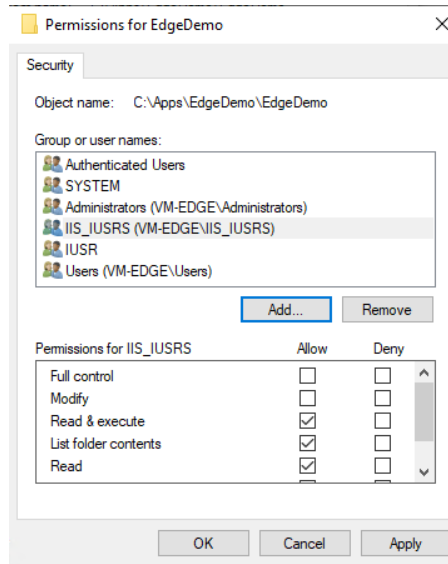 Permissions for EdgeDemo
Security
Object name: C:\Apps\EdgeDemo\EdgeDemo
Group or user names:
Authenticated Users
SYSTEM
Administrators (VM-EDGE\Administrators)
IIS_IUSRS (VM-EDGE\IIS_IUSRS)
IUSR
Users (VM-EDGE\Users)
Add... Remove
Permissions for IIS_IUSRS Allow Deny
Full control
Modify
Read & execute
List folder contents
Read
OK Cancel Apply